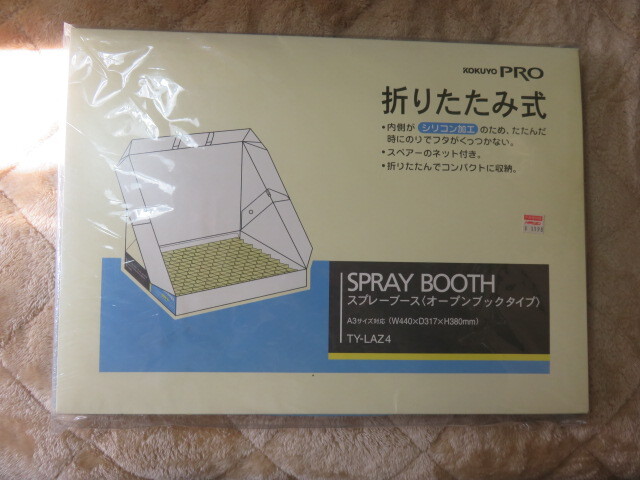 KOKUYO PRO
折りたたみ式
•内側が シリコン加工 のため、たたんだ
時にのりでフタがくっつかない。
•スペアーのネット付き。
•折りたたんでコンパクトに収納。
SPRAY BOOTH
スプレーブース〈オープンブックタイプ〉
A3サイズ対応 (W440×D317×H380mm)
TY-LAZ4